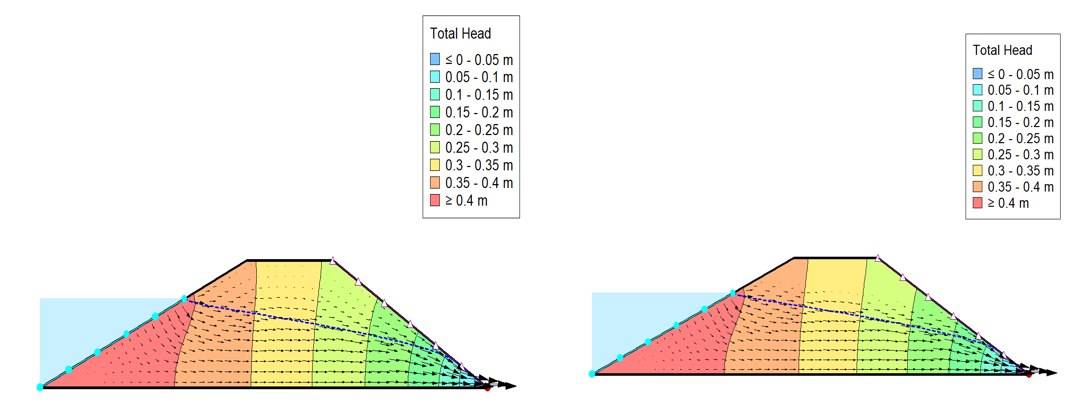 Total Head
≤ 0 - 0.05 m
0.05 - 0.1 m
0.1 - 0.15 m
0.15 - 0.2 m
0.2 - 0.25 m
0.25 - 0.3 m
0.3 - 0.35 m
0.35 - 0.4 m
≥ 0.4 m
Total Head
≤ 0 - 0.05 m
0.05 - 0.1 m
0.1 - 0.15 m
0.15 - 0.2 m
0.2 - 0.25 m
0.25 - 0.3 m
0.3 - 0.35 m
0.35 - 0.4 m
≥ 0.4 m